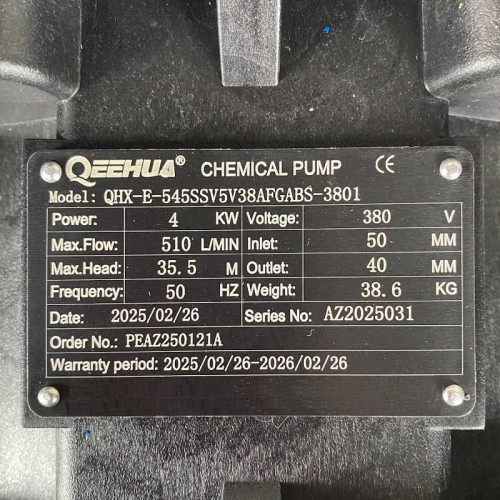 QEEHUA® CHEMICAL PUMP CE
Model: QHX-E-545SSV5V38AFGABS-3801
Power: 4 KW Voltage: 380 V
Max.Flow: 510 L/MIN Inlet: 50 MM
Max.Head: 35.5 M Outlet: 40 MM
Frequency: 50 HZ Weight: 38.6 KG
Date: 2025/02/26 Series No: AZ2025031
Order No.: PEAZ250121A
Warranty period: 2025/02/26-2026/02/26